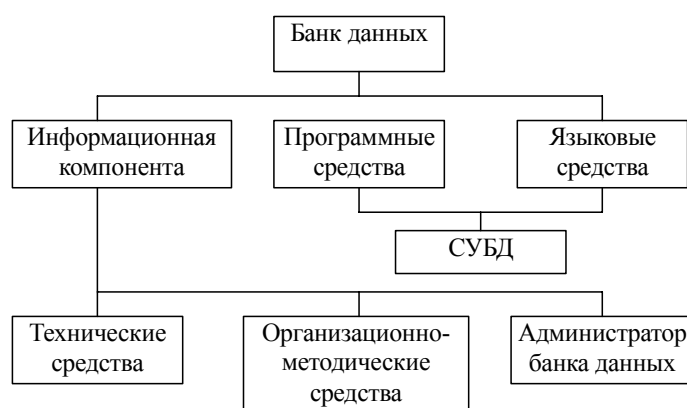 Банк данных
Информационная
компонента
Программные
средства
Языковые
средства
СУБД
Технические
средства
Организационно-
методические
средства
Администратор
банка данных